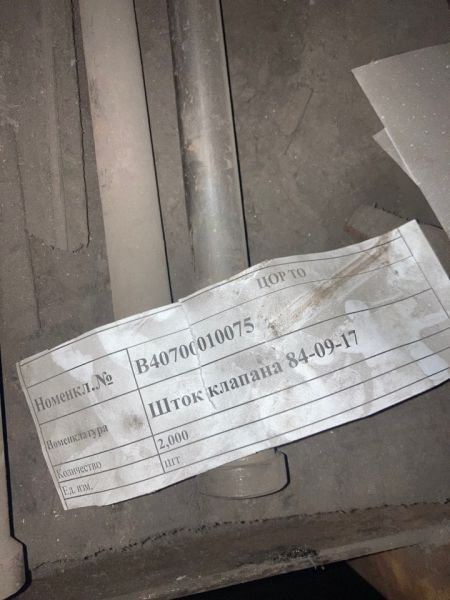 ЦОР ТО
Номенкл.№ В40700010075
Номенклатура Шток клапана 84-09-17
Количество 2,000
Ед. изм. шт